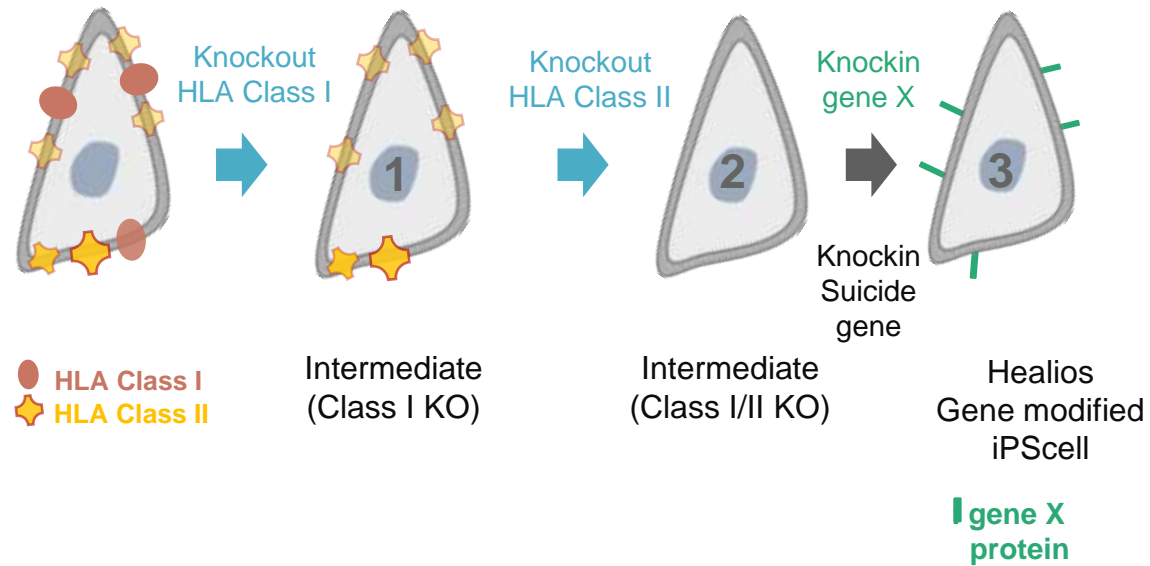 Knockout
HLA Class I
Knockout
HLA Class II
Knockin
gene X
1
2
3
Knockin
Suicide
gene
HLA Class I
HLA Class II
Intermediate
(Class I KO)
Intermediate
(Class I/II KO)
Healios
Gene modified
iPScell
gene X
protein